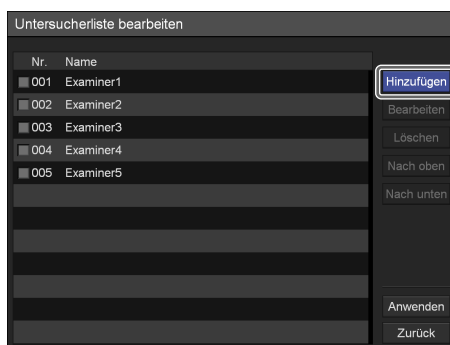 Untersucherliste bearbeiten
Nr. Name
001 Examiner1
002 Examiner2
003 Examiner3
004 Examiner4
005 Examiner5
Hinzufügen
Bearbeiten
Löschen
Nach oben
Nach unten
Anwenden
Zurück